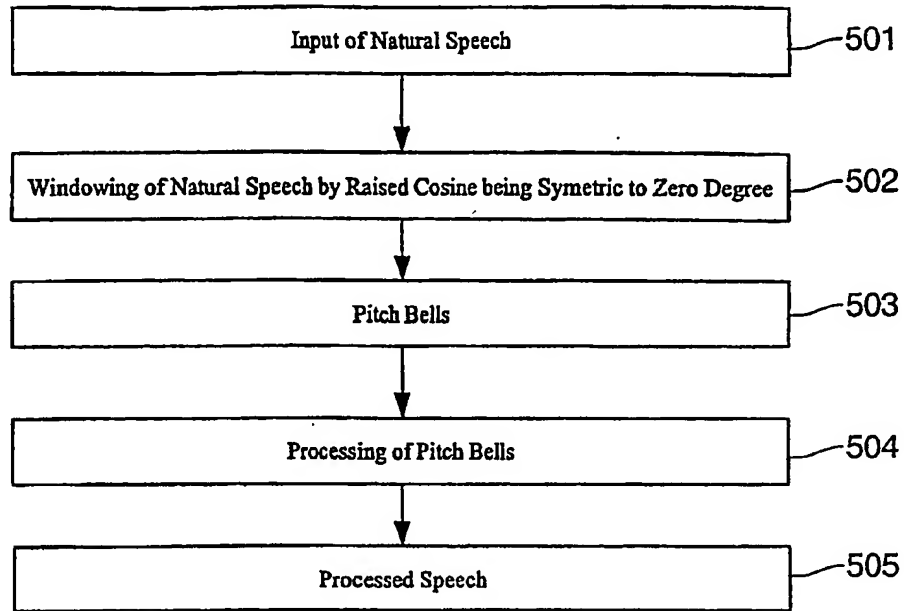 Input of Natural Speech
501
Windowing of Natural Speech by Raised Cosine being Symetric to Zero Degree
502
Pitch Bells
503
Processing of Pitch Bells
504
Processed Speech
505